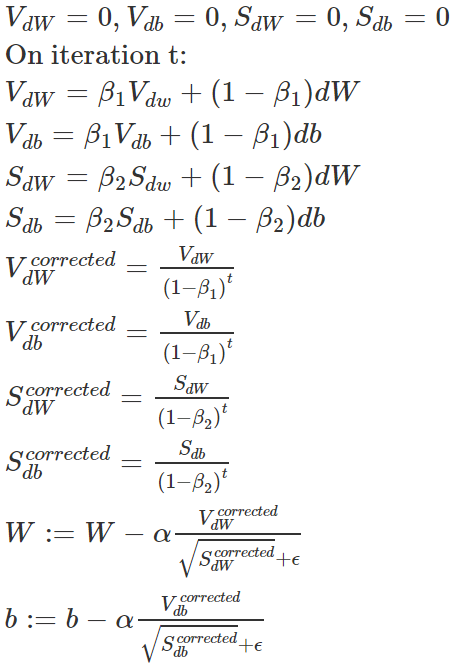 $V_{dW} = 0, V_{db} = 0, S_{dW} = 0, S_{db} = 0$
On iteration t:
$V_{dW} = \beta_1 V_{dw} + (1 - \beta_1)dW$
$V_{db} = \beta_1 V_{db} + (1 - \beta_1)db$
$S_{dW} = \beta_2 S_{dw} + (1 - \beta_2)dW$
$S_{db} = \beta_2 S_{db} + (1 - \beta_2)db$
$V_{dW}^{corrected} = \frac{V_{dW}}{(1-\beta_1)^t}$
$V_{db}^{corrected} = \frac{V_{db}}{(1-\beta_1)^t}$
$S_{dW}^{corrected} = \frac{S_{dW}}{(1-\beta_2)^t}$
$S_{db}^{corrected} = \frac{S_{db}}{(1-\beta_2)^t}$
$W := W - \alpha \frac{V_{dW}^{corrected}}{\sqrt{S_{dW}^{corrected}} + \epsilon}$
$b := b - \alpha \frac{V_{db}^{corrected}}{\sqrt{S_{db}^{corrected}} + \epsilon}$